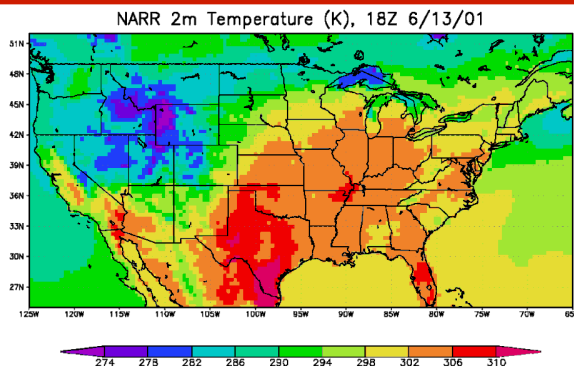 NARR 2m Temperature (K), 18Z 6/13/01
51N
48N
45N
42N
39N
36N
33N
30N
27N
125W 120W 115W 110W 105W 100W 95W 90W 85W 80W 75W 70W 65
274 278 282 286 290 294 298 302 306 310